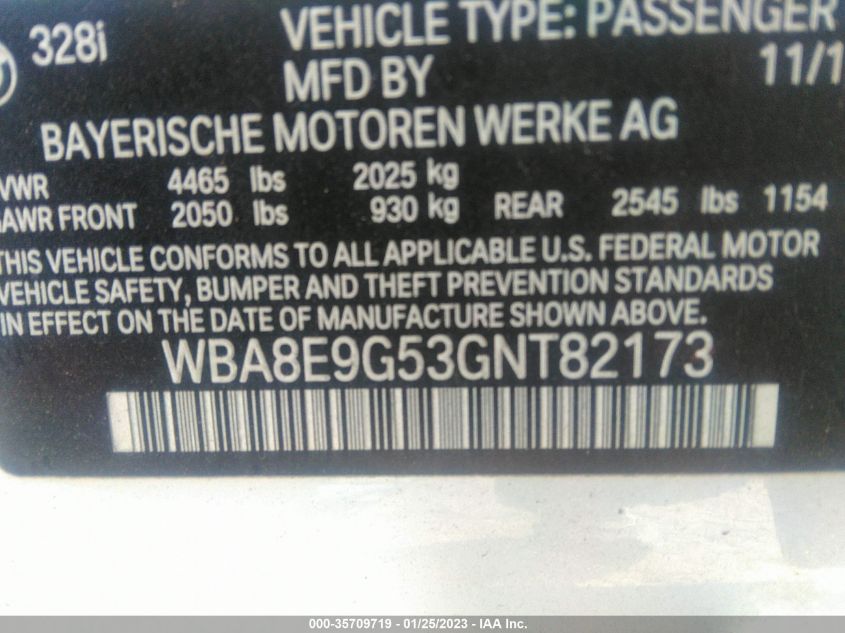 328i VEHICLE TYPE: PASSENGER
MFD BY 11/1
BAYERISCHE MOTOREN WERKE AG
VWR 4465 lbs 2025 kg
AWR FRONT 2050 lbs 930 kg REAR 2545 lbs 1154
THIS VEHICLE CONFORMS TO ALL APPLICABLE U.S. FEDERAL MOTOR
VEHICLE SAFETY, BUMPER AND THEFT PREVENTION STANDARDS
IN EFFECT ON THE DATE OF MANUFACTURE SHOWN ABOVE.
WBA8E9G53GNT82173
000-35709719 - 01/25/2023 - IAA Inc.